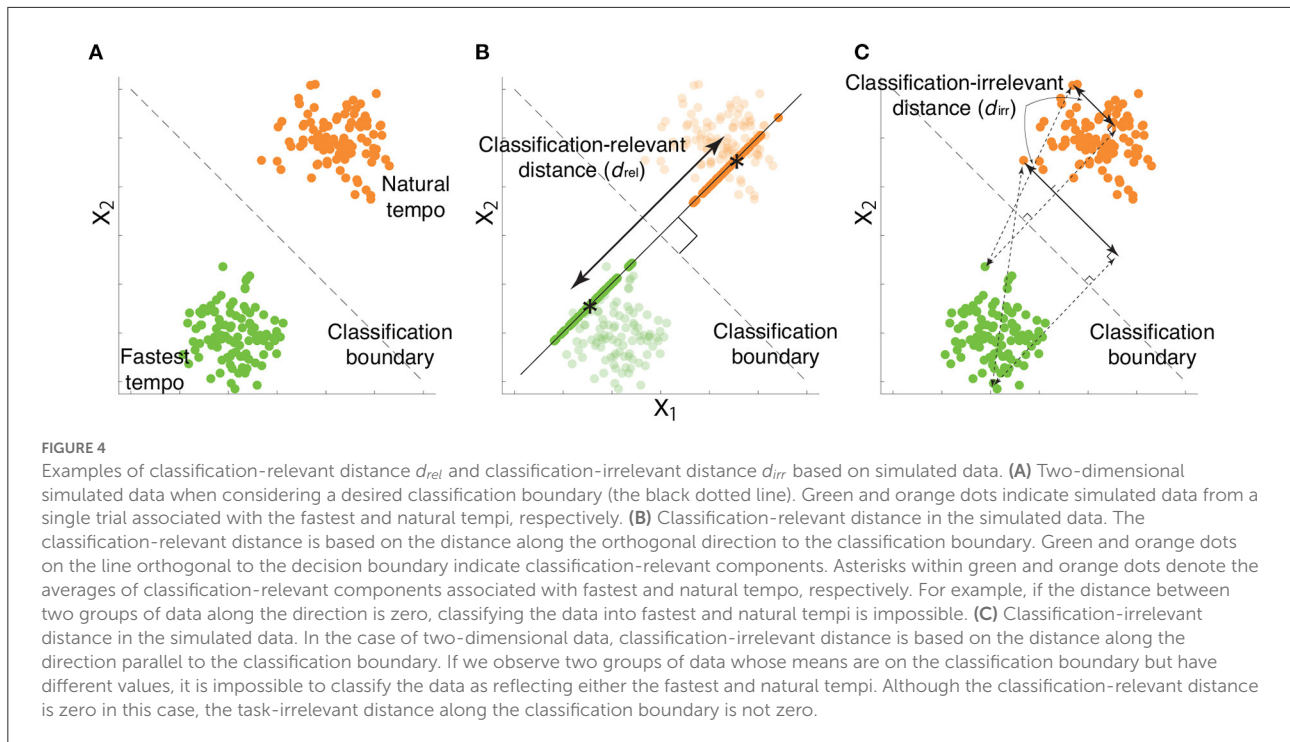 A
B
C
X2
Natural
tempo
Fastest
tempo
Classification
boundary
X2
Classification-relevant
distance (drel)
Classification
boundary
X1
X2
Classification-irrelevant
distance (dirr)
Classification
boundary
FIGURE 4
Examples of classification-relevant distance drel and classification-irrelevant distance dirr based on simulated data. (A) Two-dimensional
simulated data when considering a desired classification boundary (the black dotted line). Green and orange dots indicate simulated data from a
single trial associated with the fastest and natural tempi, respectively. (B) Classification-relevant distance in the simulated data. The
classification-relevant distance is based on the distance along the orthogonal direction to the classification boundary. Green and orange dots
on the line orthogonal to the decision boundary indicate classification-relevant components. Asterisks within green and orange dots denote the
averages of classification-relevant components associated with fastest and natural tempo, respectively. For example, if the distance between
two groups of data along the direction is zero, classifying the data into fastest and natural tempi is impossible. (C) Classification-irrelevant
distance in the simulated data. In the case of two-dimensional data, classification-irrelevant distance is based on the distance along the
direction parallel to the classification boundary. If we observe two groups of data whose means are on the classification boundary but have
different values, it is impossible to classify the data as reflecting either the fastest and natural tempi. Although the classification-relevant distance
is zero in this case, the task-irrelevant distance along the classification boundary is not zero.